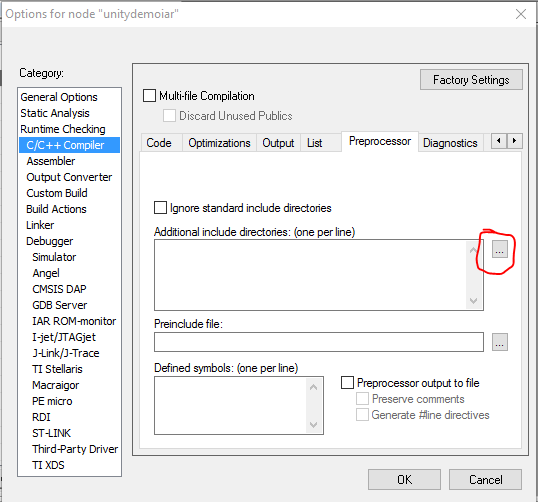 Options for node "unitydemoiar"
Category:
General Options
Static Analysis
Runtime Checking
C/C++ Compiler
Assembler
Output Converter
Custom Build
Build Actions
Linker
Debugger
Simulator
Angel
CMSIS DAP
GDB Server
IAR ROM-monitor
I-jet/JTAGjet
J-Link/J-Trace
TI Stellaris
Macraigor
PE micro
RDI
ST-LINK
Third-Party Driver
TI XDS
Factory Settings
Multi-file Compilation
Discard Unused Publics
Code Optimizations Output List Preprocessor Diagnostics
Ignore standard include directories
Additional include directories: (one per line)
...
Preinclude file:
...
Defined symbols: (one per line)
Preprocessor output to file
Preserve comments
Generate #line directives
OK Cancel